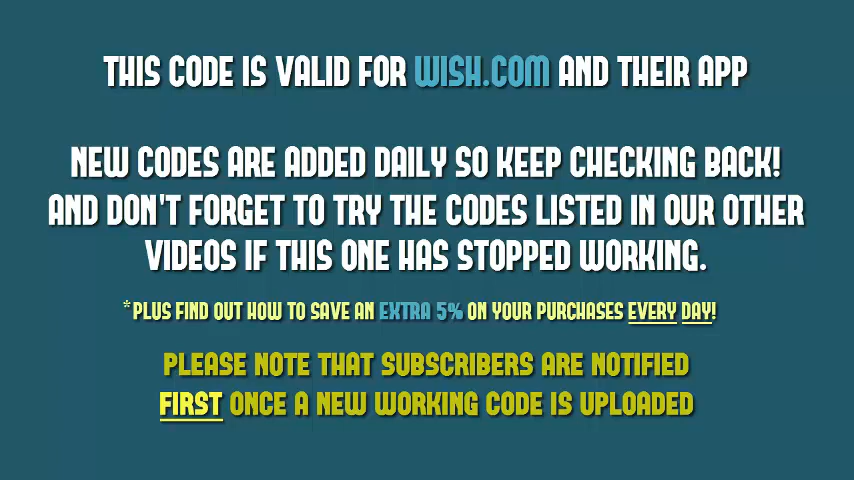 THIS CODE IS VALID FOR WISH.COM AND THEIR APP
NEW CODES ARE ADDED DAILY SO KEEP CHECKING BACK!
AND DON'T FORGET TO TRY THE CODES LISTED IN OUR OTHER
VIDEOS IF THIS ONE HAS STOPPED WORKING.
*PLUS FIND OUT HOW TO SAVE AN EXTRA 5% ON YOUR PURCHASES EVERY DAY!
PLEASE NOTE THAT SUBSCRIBERS ARE NOTIFIED
FIRST ONCE A NEW WORKING CODE IS UPLOADED